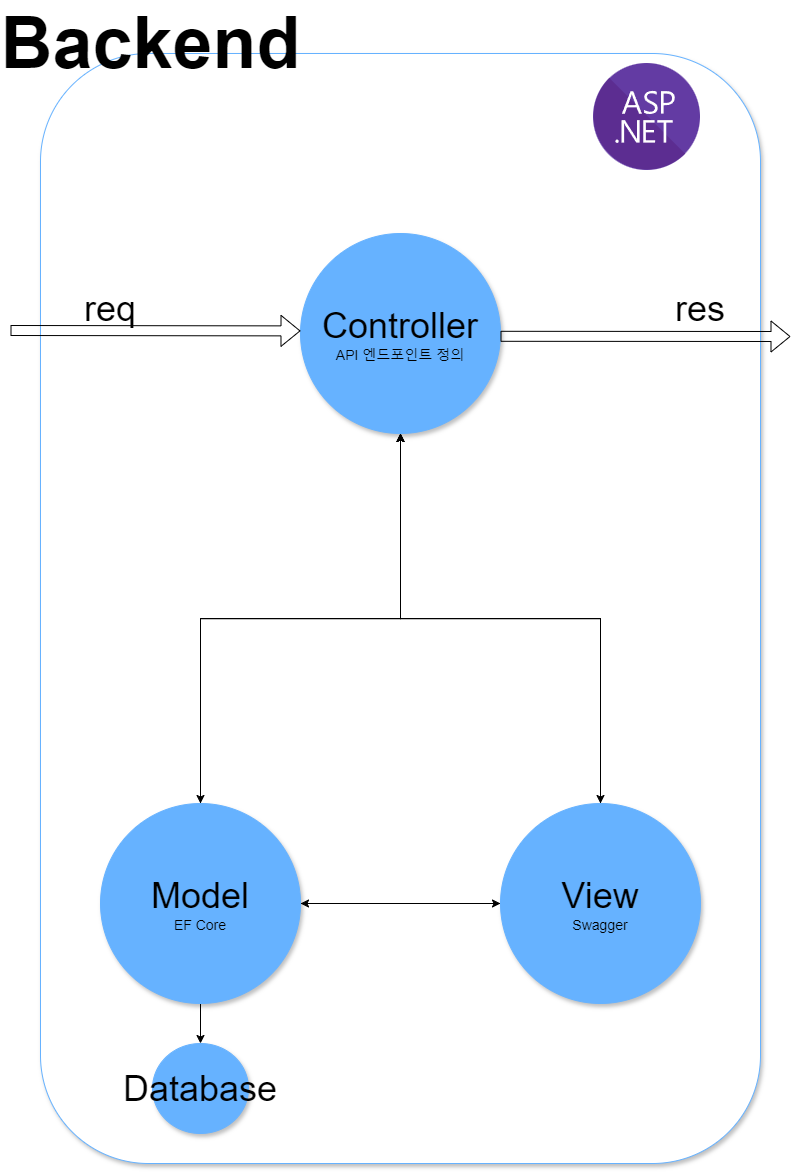 Backend
ASP
.NET
req
res
Controller
API 엔드포인트 정의
Model
EF Core
View
Swagger
Database